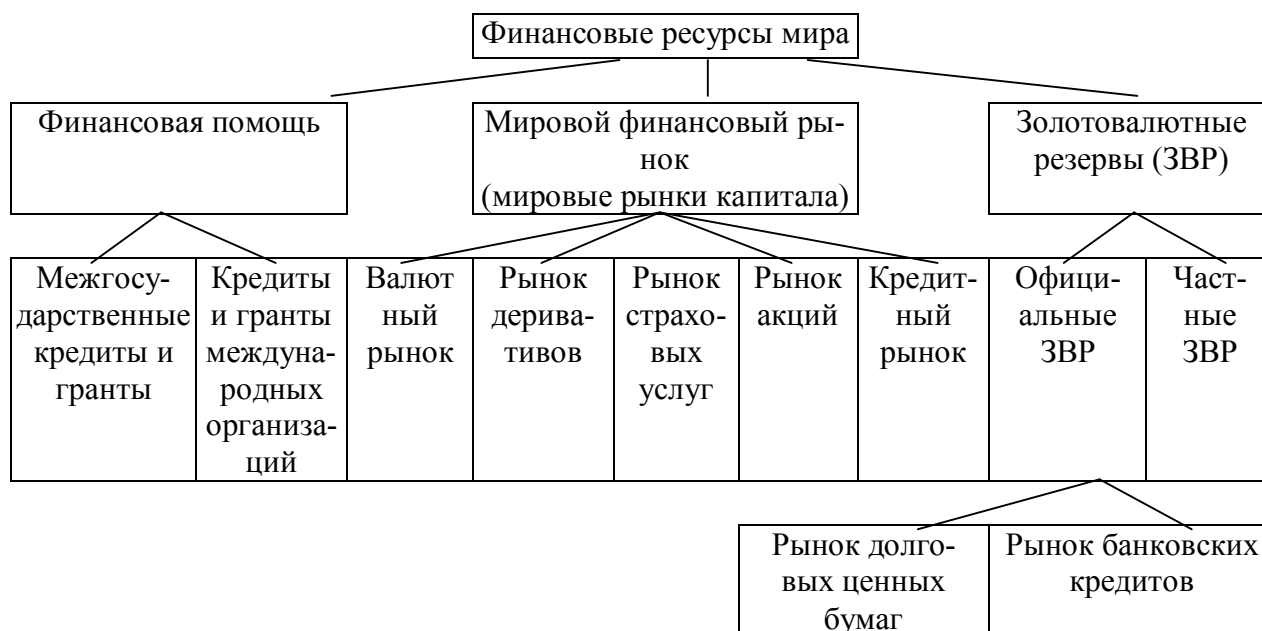 Финансовые ресурсы мира
Финансовая помощь
Мировой финансовый ры-
нок
(мировые рынки капитала)
Золотовалютные
резервы (ЗВР)
Межгосу-
дарственные
кредиты и
гранты
Кредиты
и гранты
междуна-
родных
организа-
ций
Валют
ный
рынок
Рынок
дерива-
тивов
Рынок
страхо-
вых
услуг
Рынок
акций
Кредит-
ный
рынок
Офици-
альные
ЗВР
Част-
ные
ЗВР
Рынок долго-
вых ценных
бумаг
Рынок банковских
кредитов